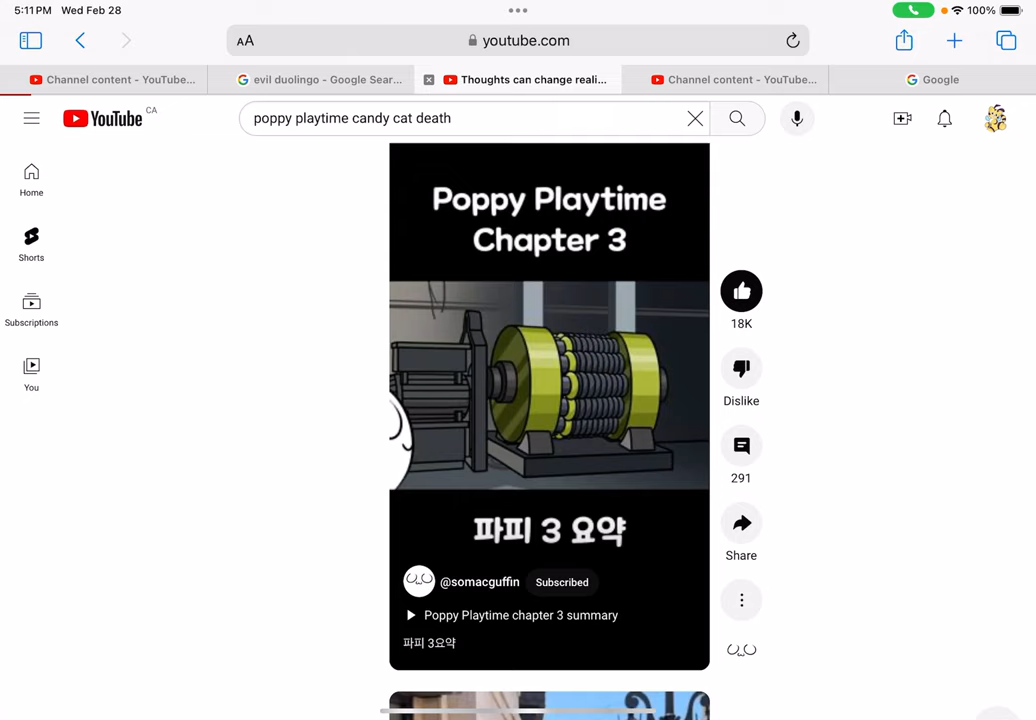 5:11 PM Wed Feb 28
100%
AA
youtube.com
Channel content - YouTube...
evil duolingo - Google Sear...
Thoughts can change reali...
Channel content - YouTube...
Google
YouTube CA
poppy playtime candy cat death
Home
Shorts
Subscriptions
You
Poppy Playtime
Chapter 3
18K
Dislike
291
Share
파피 3 요약
@somacguffin Subscribed
Poppy Playtime chapter 3 summary
파피 3요약